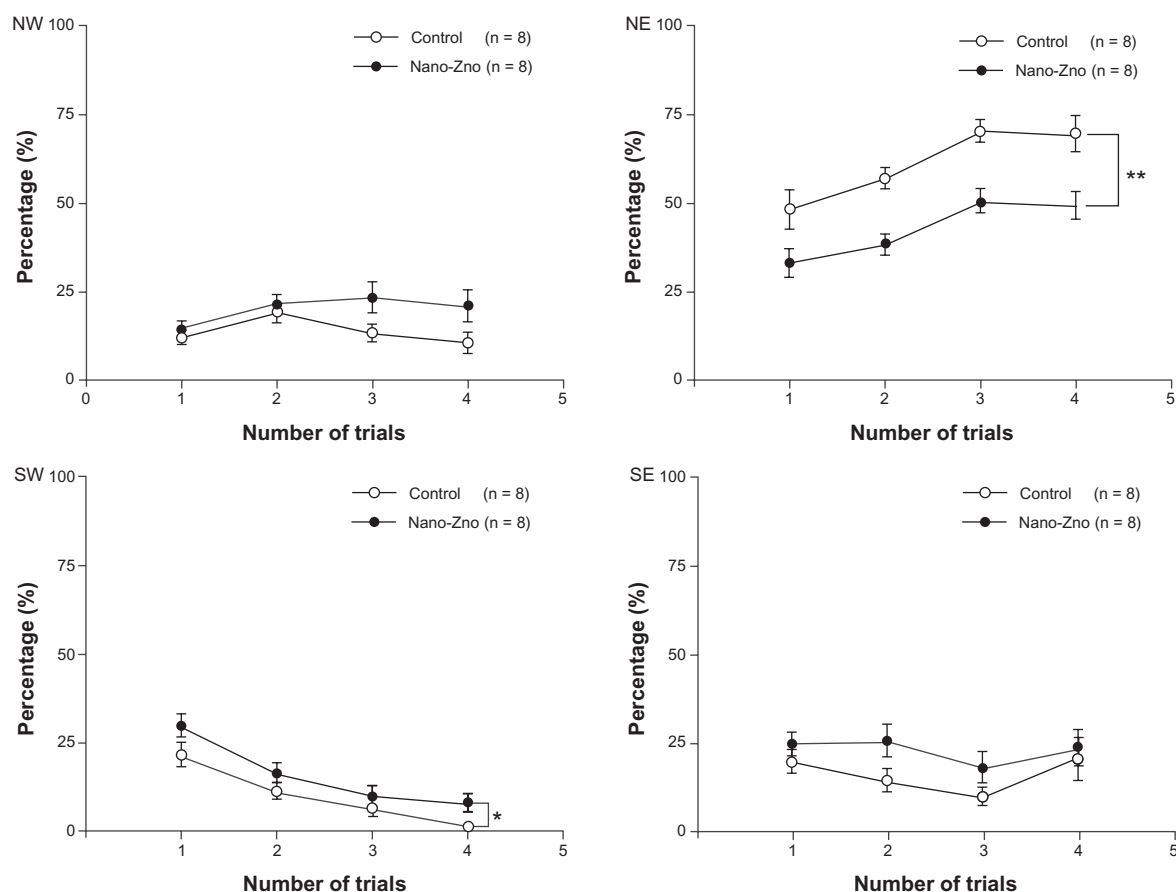 NW
100
75
50
25
0
Percentage (%)
Control (n = 8)
Nano-Zno (n = 8)
0 1 2 3 4 5
Number of trials
NE
100
75
50
25
0
Percentage (%)
Control (n = 8)
Nano-Zno (n = 8)
**
1 2 3 4 5
Number of trials
SW
100
75
50
25
0
Percentage (%)
Control (n = 8)
Nano-Zno (n = 8)
*
1 2 3 4 5
Number of trials
SE
100
75
50
25
0
Percentage (%)
Control (n = 8)
Nano-Zno (n = 8)
1 2 3 4 5
Number of trials